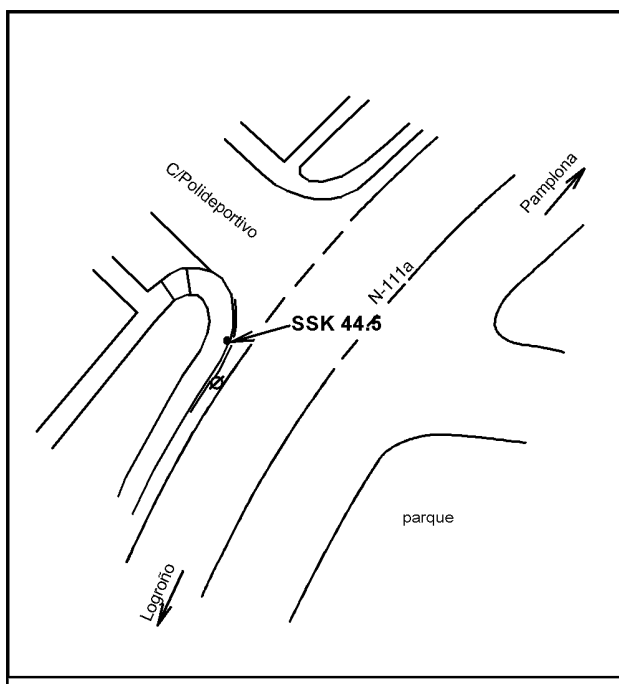 C/Polideportivo
Pamplona
N-111a
SSK 44.5
parque
Logroño